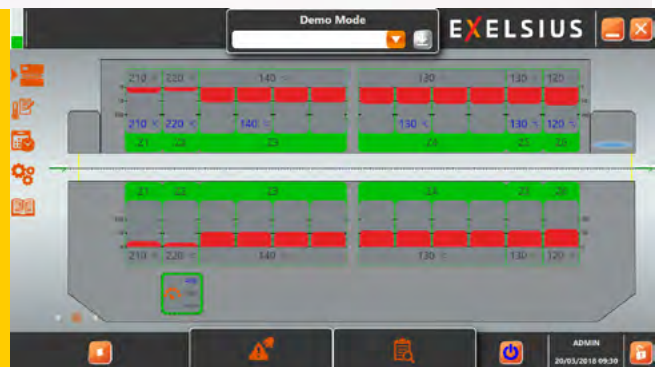 Demo Mode
EXELSIUS
210 °C 220 °C 140 °C 130 °C 130 °C 120
210 °C 220 °C 140 °C 130 °C 130 °C 120 °C
Z1 Z2 Z3 Z4 Z5 Z6
Z1 Z2 Z3 Z4 Z5 Z6
210 °C 220 °C 140 °C 130 °C 130 °C 120 °C
ADMIN
20/03/2018 09:30